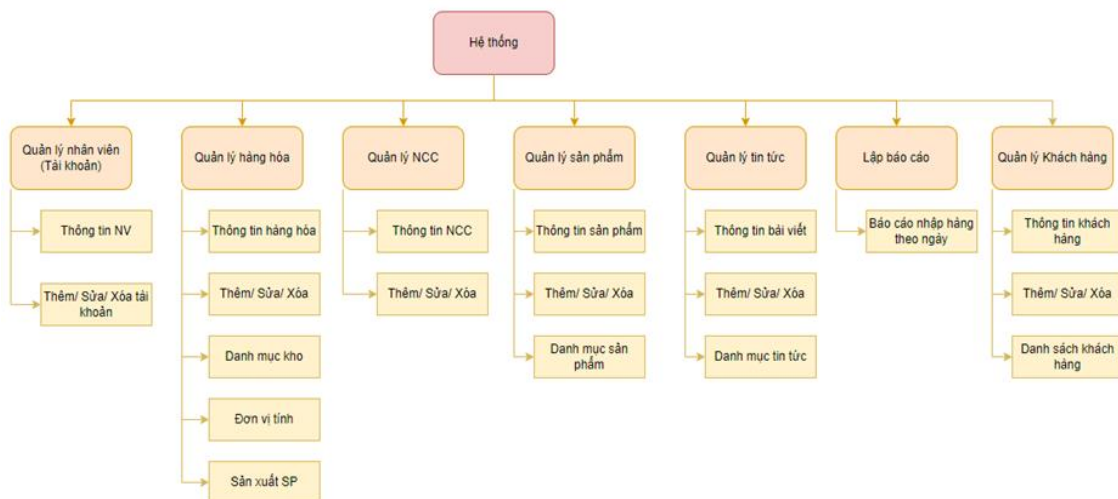 Hệ thống
Quản lý nhân viên
(Tài khoản)
Quản lý hàng hóa
Quản lý NCC
Quản lý sản phẩm
Quản lý tin tức
Lập báo cáo
Quản lý Khách hàng
Thông tin NV
Thông tin hàng hóa
Thông tin NCC
Thông tin sản phẩm
Thông tin bài viết
Báo cáo nhập hàng
theo ngày
Thông tin khách
hàng
Thêm/ Sửa/ Xóa tài
khoản
Thêm/ Sửa/ Xóa
Thêm/ Sửa/ Xóa
Thêm/ Sửa/ Xóa
Thêm/ Sửa/ Xóa
Thêm/ Sửa/ Xóa
Danh mục kho
Danh mục sản
phẩm
Danh mục tin tức
Danh sách khách
hàng
Đơn vị tính
Sản xuất SP